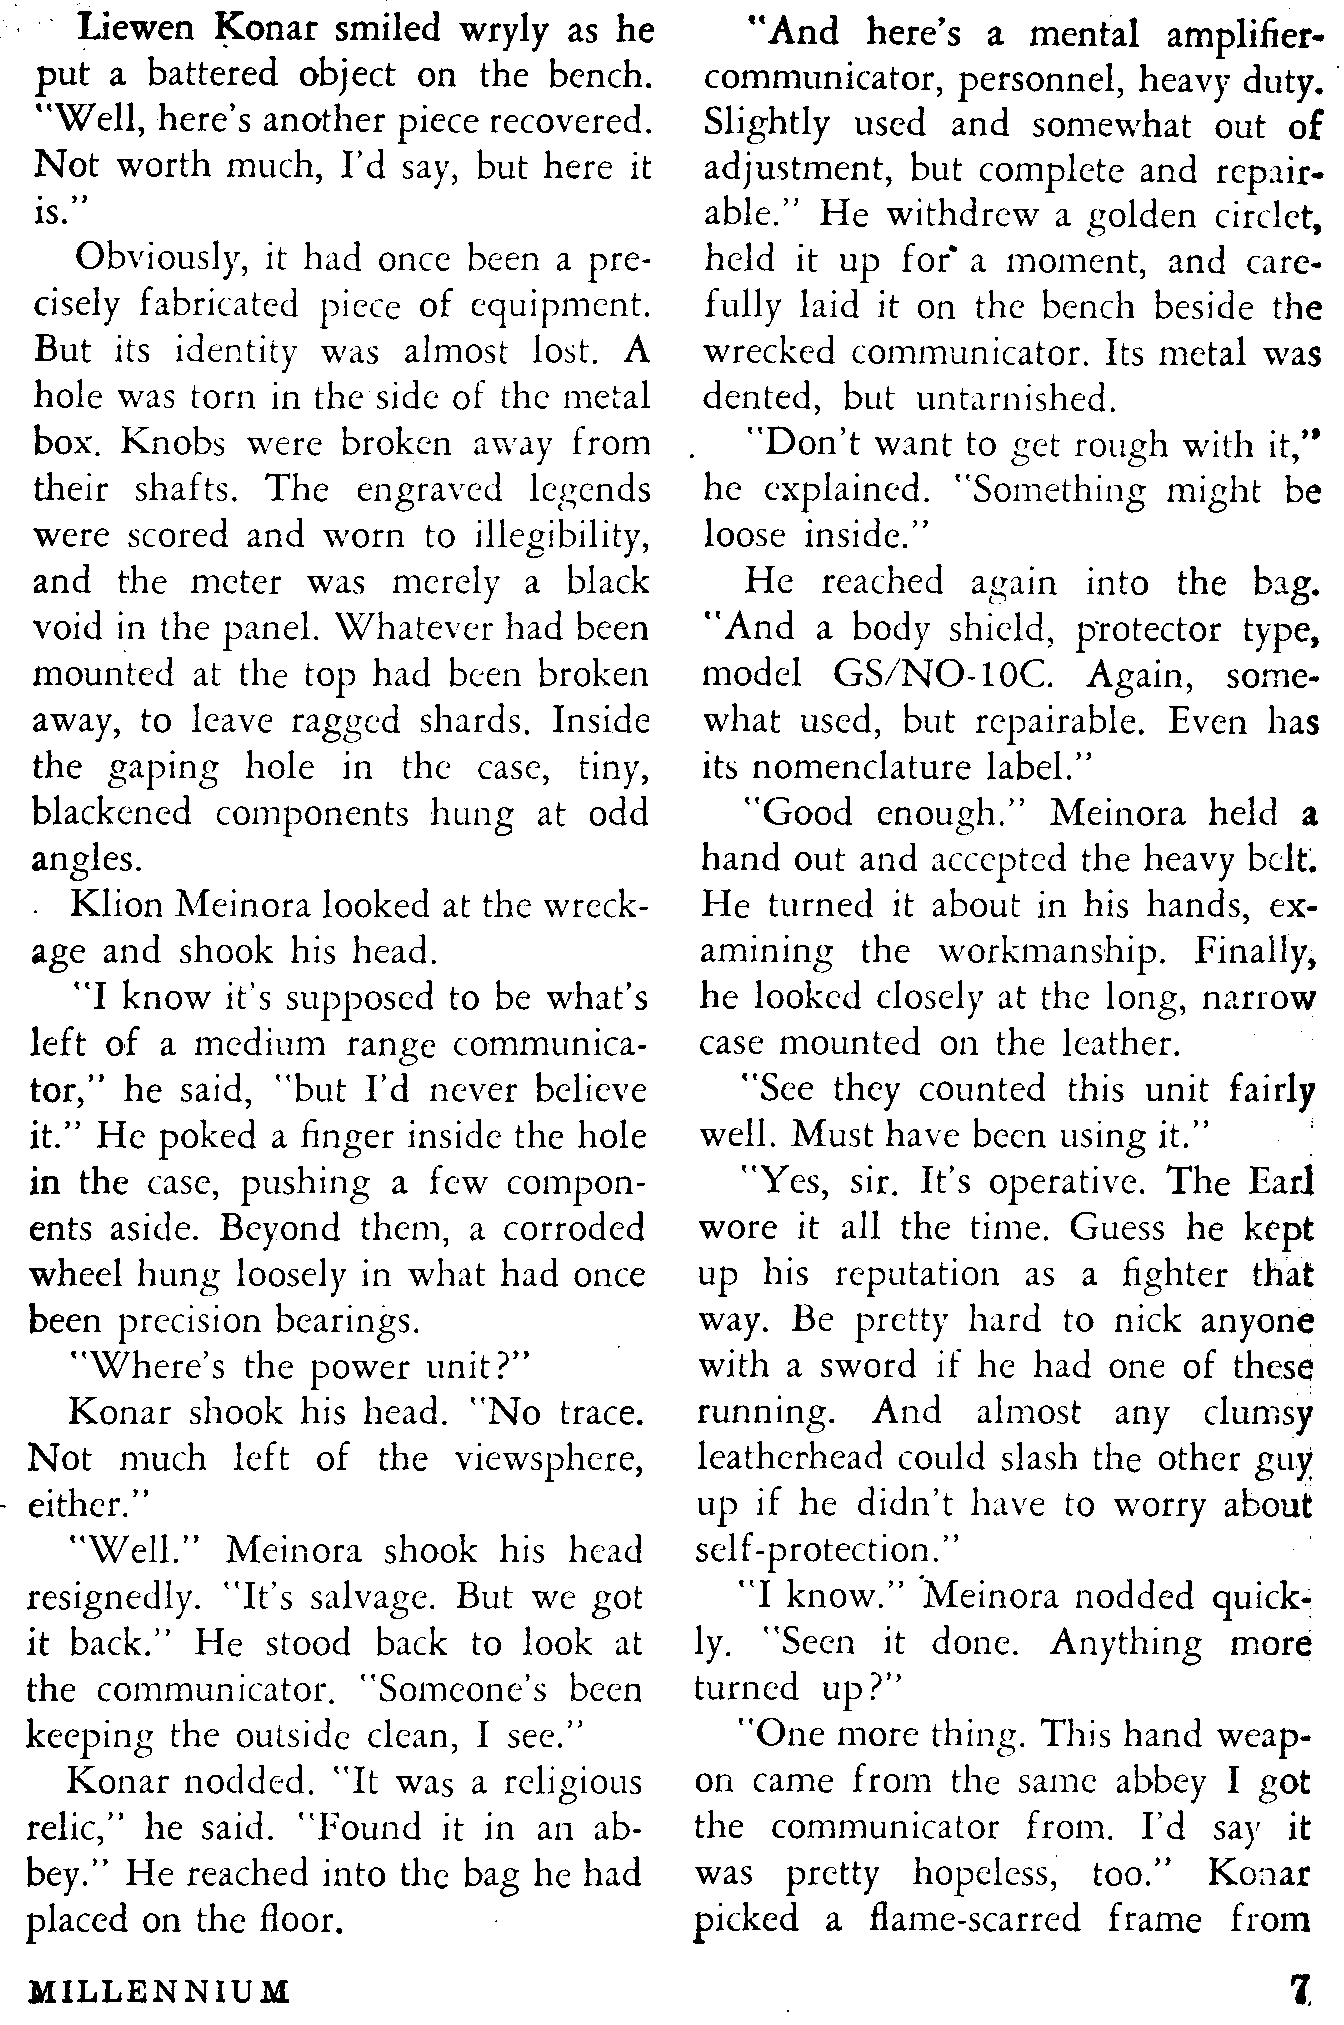 Liewen Konar smiled wryly as he
put a battered object on the bench.
"Well, here's another piece recovered.
Not worth much, I'd say, but here it
is."
Obviously, it had once been a pre-
cisely fabricated piece of equipment.
But its identity was almost lost. A
hole was torn in the side of the metal
box. Knobs were broken away from
their shafts. The engraved legends
were scored and worn to illegibility,
and the meter was merely a black
void in the panel. Whatever had been
mounted at the top had been broken
away, to leave ragged shards. Inside
the gaping hole in the case, tiny,
blackened components hung at odd
angles.
Klion Meinora looked at the wreck-
age and shook his head.
"I know it's supposed to be what's
left of a medium range communica-
tor," he said, "but I'd never believe
it." He poked a finger inside the hole
in the case, pushing a few compon-
ents aside. Beyond them, a corroded
wheel hung loosely in what had once
been precision bearings.
"Where's the power unit?"
Konar shook his head. "No trace.
Not much left of the viewsphere,
either."
"Well." Meinora shook his head
resignedly. "It's salvage. But we got
it back." He stood back to look at
the communicator. "Someone's been
keeping the outside clean, I see."
Konar nodded. "It was a religious
relic," he said. "Found it in an ab-
bey." He reached into the bag he had
placed on the floor.
"And here's a mental amplifier-
communicator, personnel, heavy duty.
Slightly used and somewhat out of
adjustment, but complete and repair-
able." He withdrew a golden circlet,
held it up for a moment, and care-
fully laid it on the bench beside the
wrecked communicator. Its metal was
dented, but untarnished.
"Don't want to get rough with it,"
he explained. "Something might be
loose inside."
He reached again into the bag.
"And a body shield, protector type,
model GS/NO-10C. Again, some-
what used, but repairable. Even has
its nomenclature label."
"Good enough." Meinora held a
hand out and accepted the heavy belt.
He turned it about in his hands, ex-
amining the workmanship. Finally,
he looked closely at the long, narrow
case mounted on the leather.
"See they counted this unit fairly
well. Must have been using it."
"Yes, sir. It's operative. The Earl
wore it all the time. Guess he kept
up his reputation as a fighter that
way. Be pretty hard to nick anyone
with a sword if he had one of these
running. And almost any clumsy
leatherhead could slash the other guy
up if he didn't have to worry about
self-protection."
"I know." Meinora nodded quick-
ly. "Seen it done. Anything more
turned up?"
"One more thing. This hand weap-
on came from the same abbey I got
the communicator from. I'd say it
was pretty hopeless, too." Konar
picked a flame-scarred frame from
MILLENNIUM
7